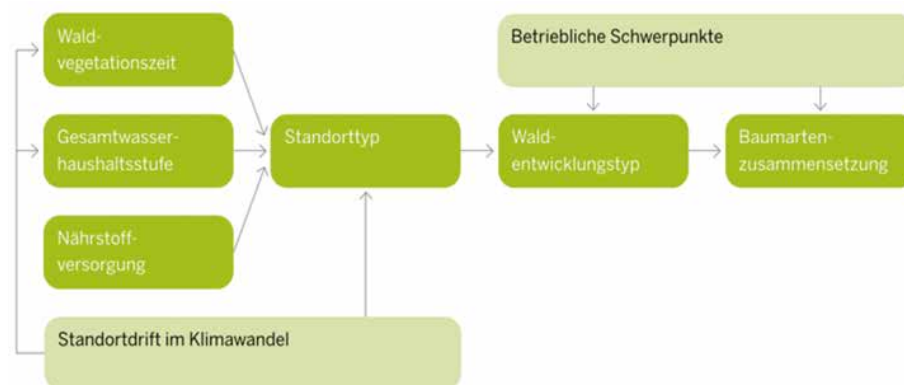 Wald-
vegetationszeit
Betriebliche Schwerpunkte
Gesamtwasser-
haushaltsstufe
Standorttyp
Wald-
entwicklungstyp
Baumarten-
zusammensetzung
Nährstoff-
versorgung
Standortdrift im Klimawandel